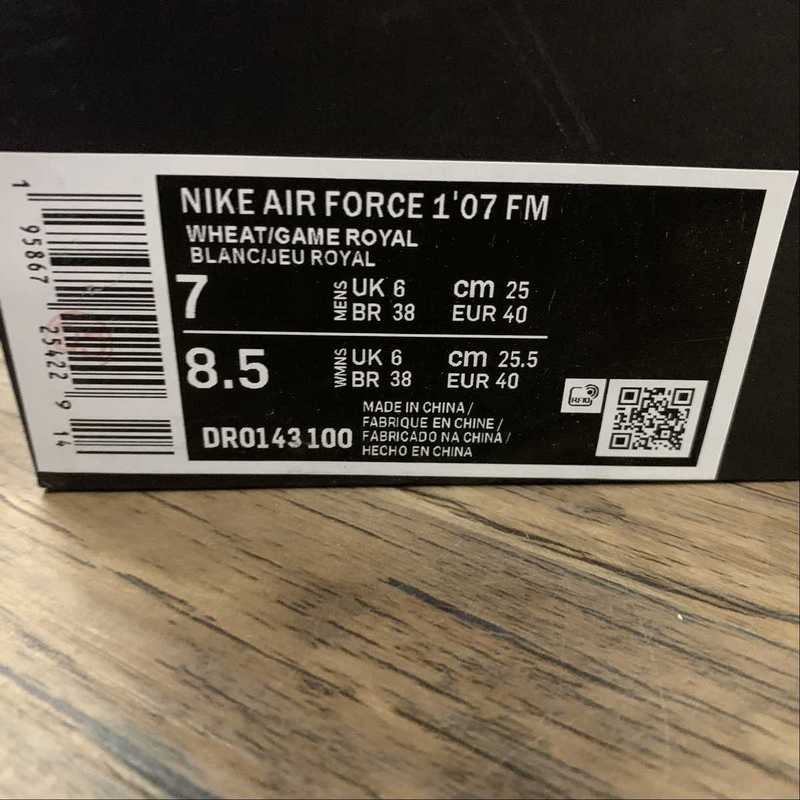 NIKE AIR FORCE 1'07 FM
WHEAT/GAME ROYAL
BLANC/JEU ROYAL
7 MENS UK 6 cm 25
BR 38 EUR 40
8.5 WMNS UK 6 cm 25.5
BR 38 EUR 40
DR0143 100
MADE IN CHINA /
FABRIQUE EN CHINE /
FABRICADO NA CHINA /
HECHO EN CHINA
RFID
1 95867 25422 9 14